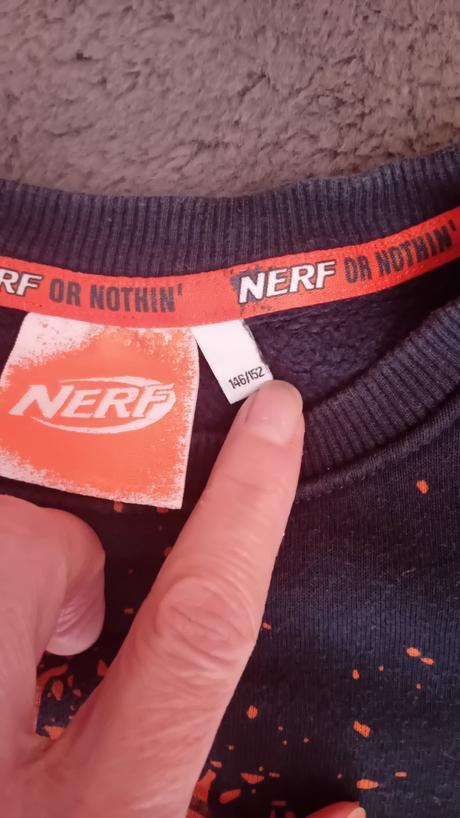 RF OR NOTHIN' NERF OR NOTHIN'
NERF
146/152